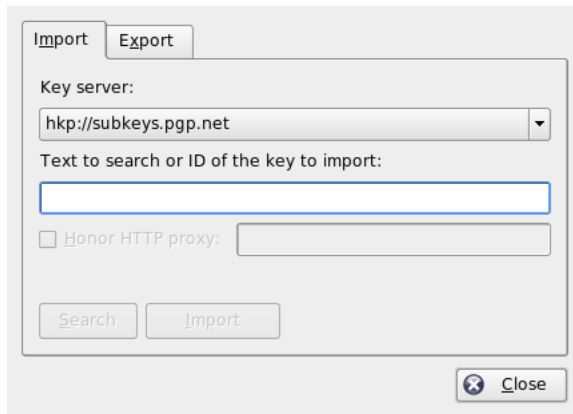 Import Export
Key server:
hkp://subkeys.pgp.net
Text to search or ID of the key to import:
Honor HTTP proxy:
Search Import
Close